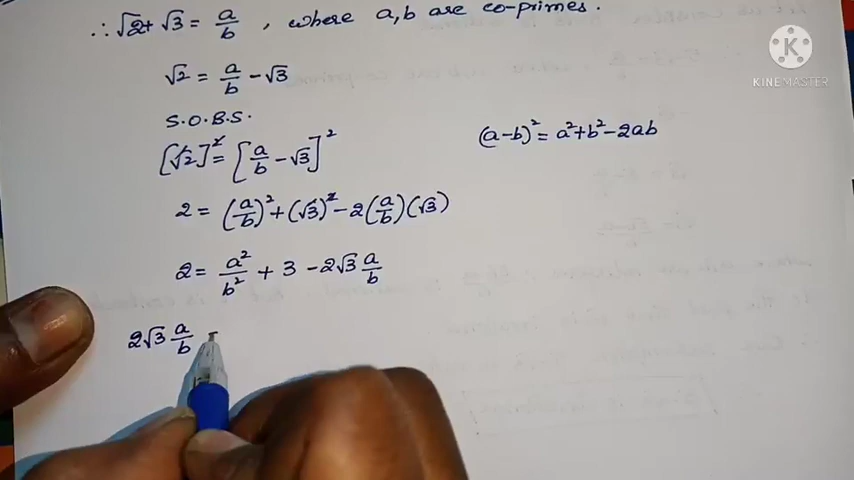 ∴ √2 + √3 = a/b , where a,b are co-primes.
√2 = a/b - √3
S.O.B.S.
[√2]² = [a/b - √3]²
(a-b)² = a²+b²-2ab
2 = (a/b)² + (√3)² - 2(a/b)(√3)
2 = a²/b² + 3 - 2√3 a/b
2√3 a/b =
KINEMASTER